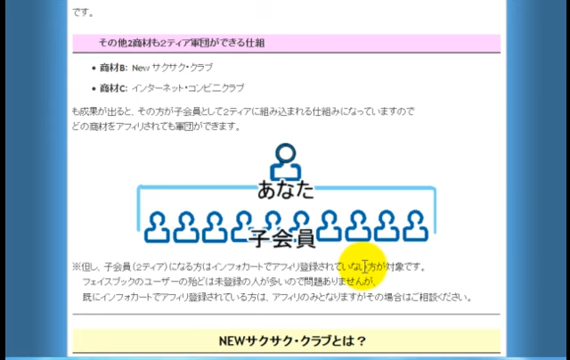 です。
その他2商材も2ティア軍団ができる仕組
• 商材B: New サクサク・クラブ
• 商材C: インターネット・コンビニクラブ
も成果が出ると、その方が子会員として2ティアに組み込まれる仕組みになっていますので
どの商材をアフィリされても軍団ができます。
あなた
子会員
※但し、子会員（2ティア）になる方はインフォカートでアフィリ登録されていない方が対象です。
フェイスブックのユーザーの殆どは未登録の人が多いので問題ありませんが、
既にインフォカートでアフィリ登録されている方は、アフィリのみとなりますがその場合はご相談ください。
NEWサクサク・クラブとは？